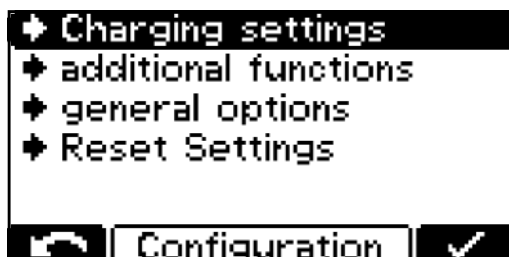 Charging settings
additional functions
general options
Reset Settings
Configuration